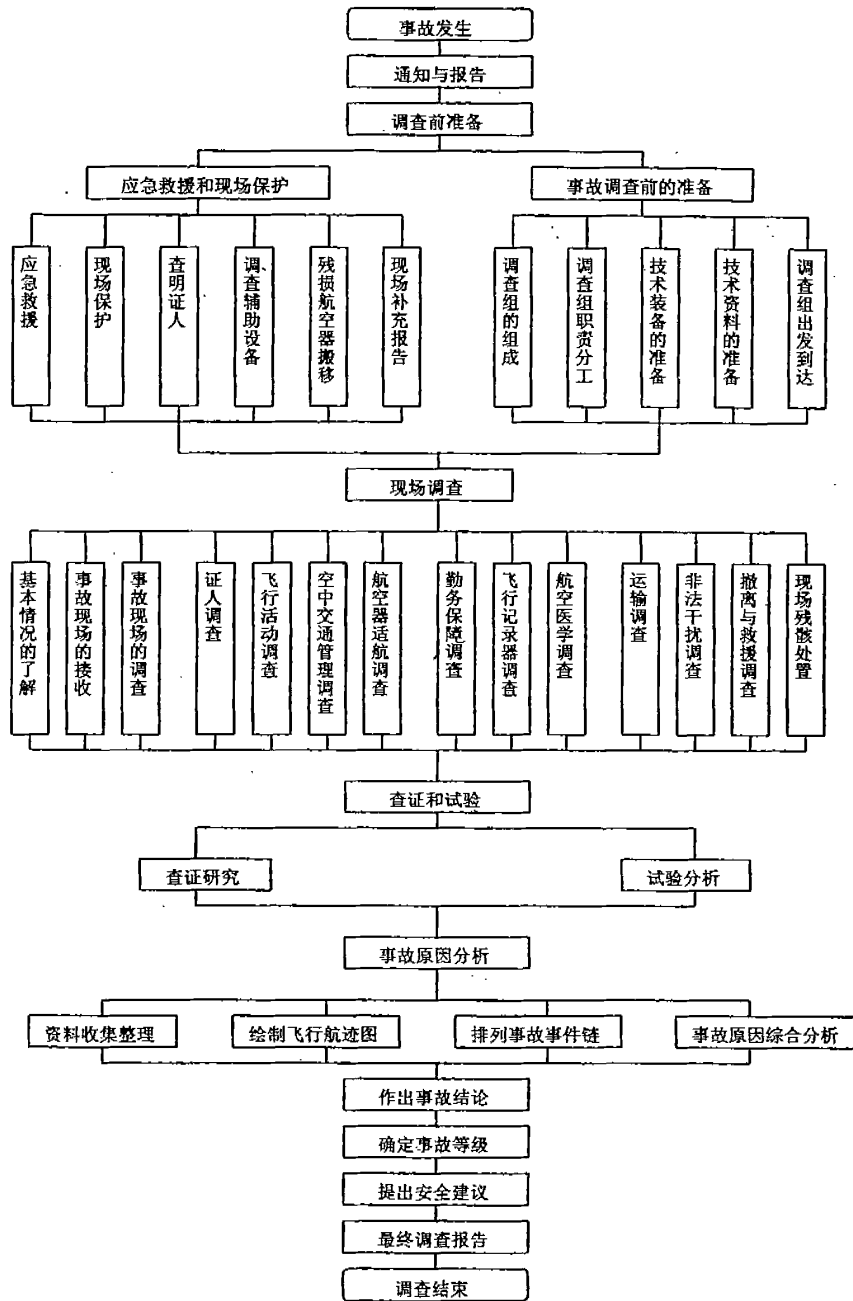 事故发生
通知与报告
调查前准备
应急救援和现场保护
事故调查前的准备
应急救援
现场保护
查明证人
调查辅助设备
残损航空器搬移
现场补充报告
调查组的组成
调查组职责分工
技术装备的准备
技术资料的准备
调查组出发到达
现场调查
基本情况的了解
事故现场的接收
事故现场的调查
证人调查
飞行活动调查
空中交通管理调查
航空器适航调查
勤务保障调查
飞行记录器调查
航空医学调查
运输调查
非法干扰调查
撤离与救援调查
现场残骸处置
查证和试验
查证研究
试验分析
事故原因分析
资料收集整理
绘制飞行航迹图
排列事故事件链
事故原因综合分析
作出事故结论
确定事故等级
提出安全建议
最终调查报告
调查结束